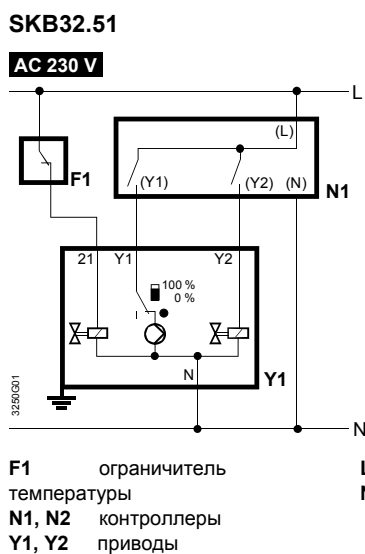 SKB32.51
AC 230 V
L
(L)
F1
(Y1)
(Y2)
(N)
N1
21
Y1
Y2
100 %
0 %
N
Y1
3250G01
N
F1 ограничитель
температуры
N1, N2 контроллеры
Y1, Y2 приводы